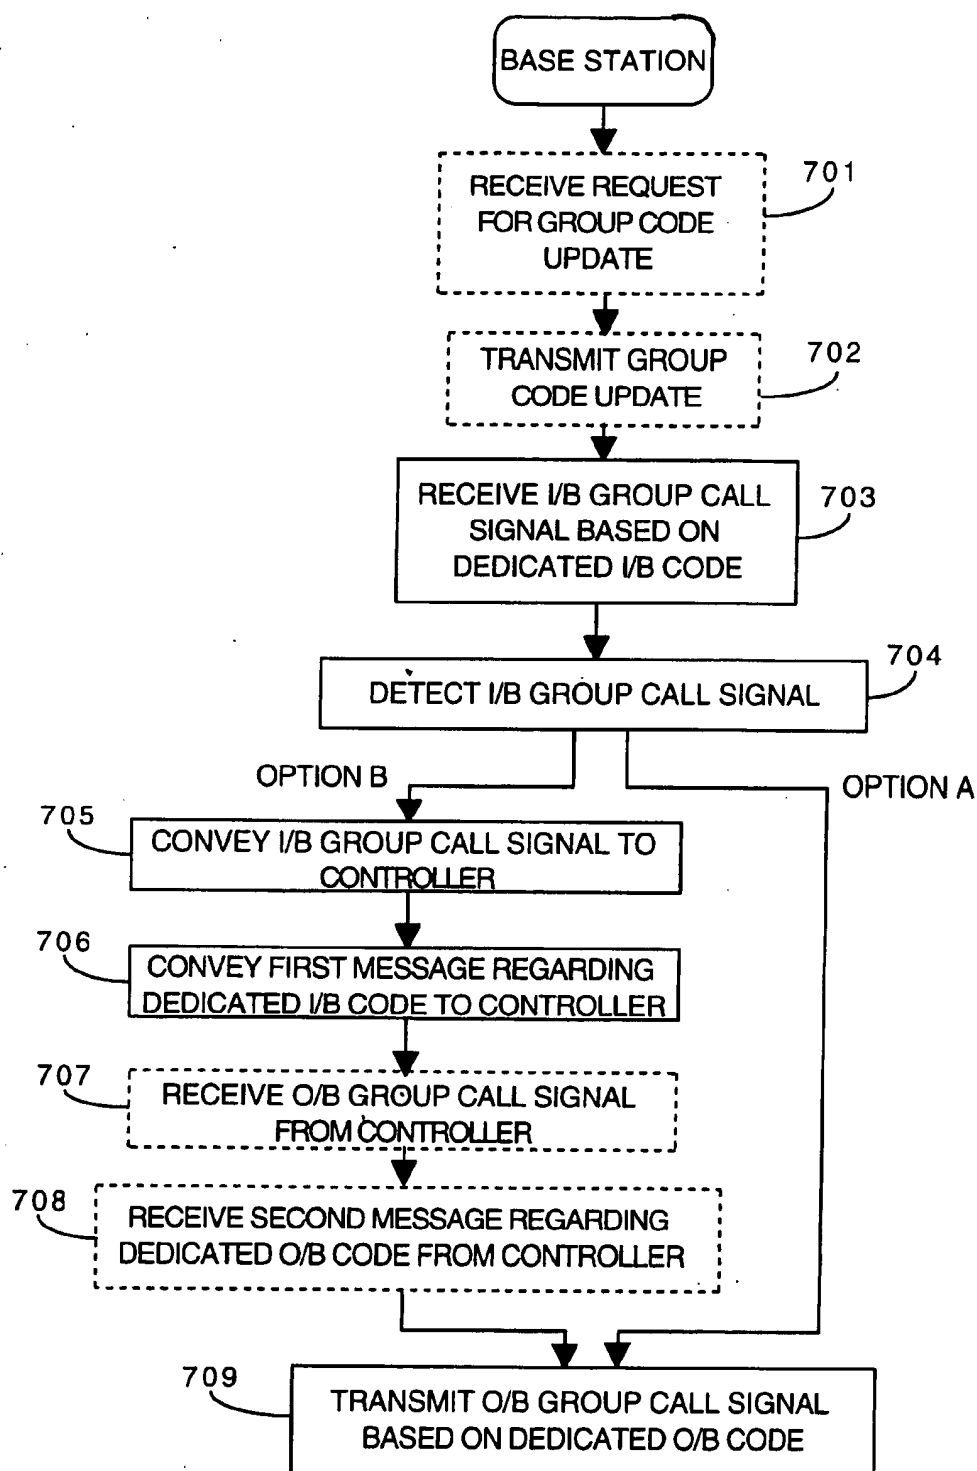 BASE STATION
RECEIVE REQUEST
FOR GROUP CODE
UPDATE
701
TRANSMIT GROUP
CODE UPDATE
702
RECEIVE I/B GROUP CALL
SIGNAL BASED ON
DEDICATED I/B CODE
703
DETECT I/B GROUP CALL SIGNAL
704
OPTION B
OPTION A
705
CONVEY I/B GROUP CALL SIGNAL TO
CONTROLLER
706
CONVEY FIRST MESSAGE REGARDING
DEDICATED I/B CODE TO CONTROLLER
707
RECEIVE O/B GROUP CALL SIGNAL
FROM CONTROLLER
708
RECEIVE SECOND MESSAGE REGARDING
DEDICATED O/B CODE FROM CONTROLLER
709
TRANSMIT O/B GROUP CALL SIGNAL
BASED ON DEDICATED O/B CODE